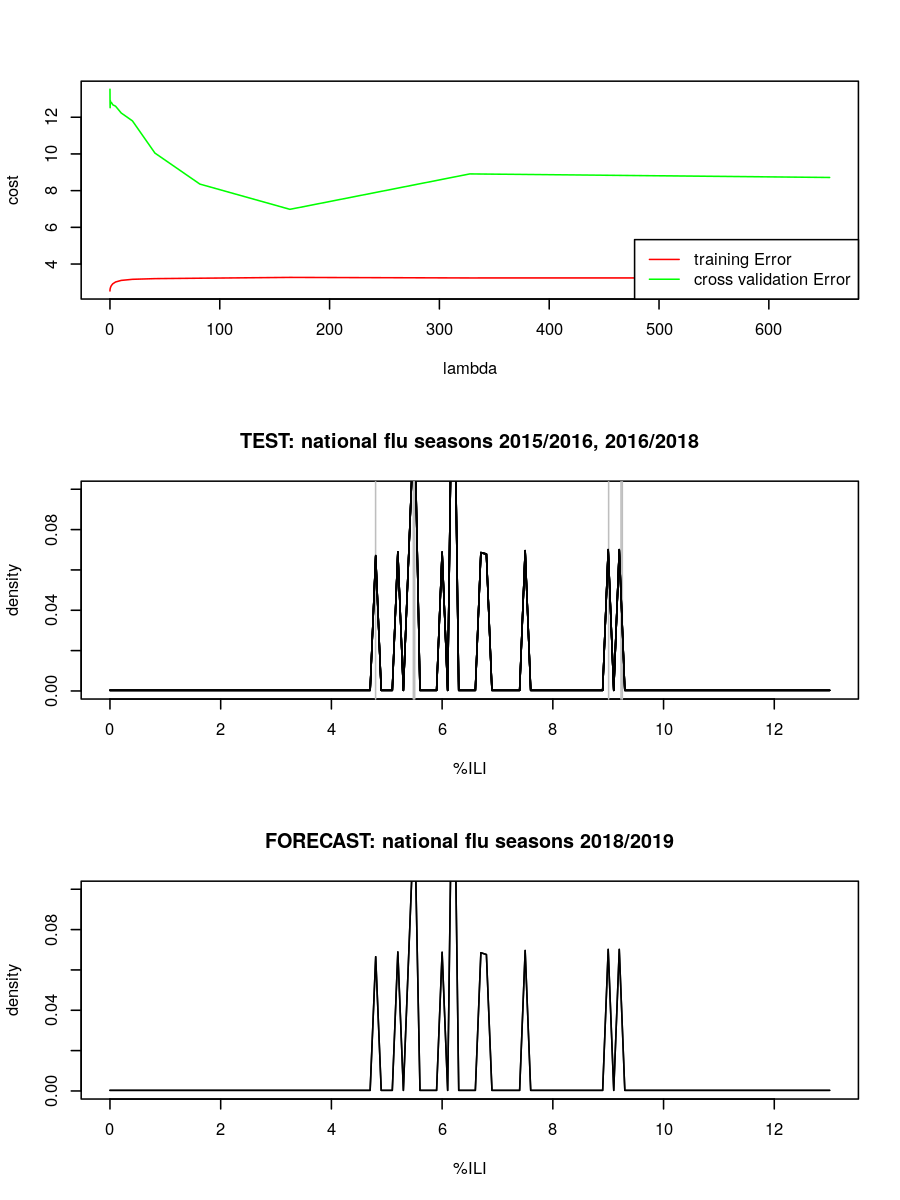 12
10
8
6
4
cost
training Error
cross validation Error
0 100 200 300 400 500 600
lambda
TEST: national flu seasons 2015/2016, 2016/2018
0.08
0.04
0.00
density
0 2 4 6 8 10 12
%ILI
FORECAST: national flu seasons 2018/2019
0.08
0.04
0.00
density
0 2 4 6 8 10 12
%ILI